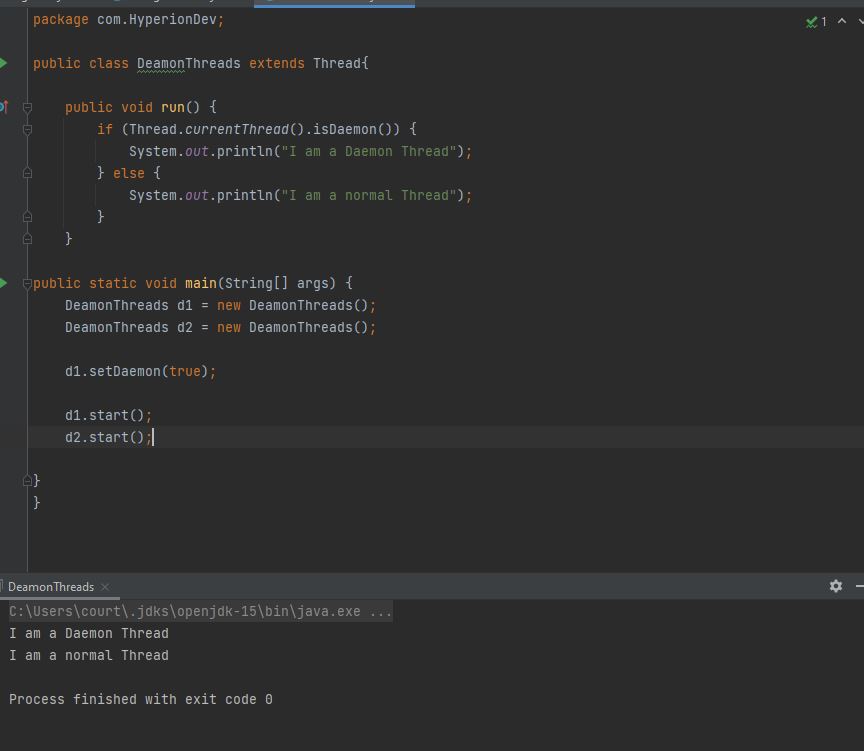 package com.HyperionDev;
1
public class DeamonThreads extends Thread{
public void run() {
if (Thread.currentThread().isDaemon()) {
System.out.println("I am a Daemon Thread");
} else {
System.out.println("I am a normal Thread");
}
}
public static void main(String[] args) {
DeamonThreads d1 = new DeamonThreads();
DeamonThreads d2 = new DeamonThreads();
d1.setDaemon(true);
d1.start();
d2.start();
}
}
DeamonThreads
C:\Users\court\.jdks\openjdk-15\bin\java.exe ...
I am a Daemon Thread
I am a normal Thread
Process finished with exit code 0